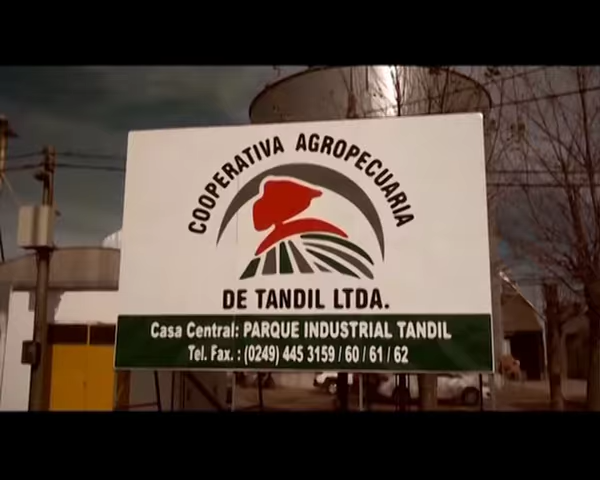 COOPERATIVA AGROPECUARIA
DE TANDIL LTDA.
Casa Central: PARQUE INDUSTRIAL TANDIL
Tel. Fax. : (0249) 445 3159 / 60 / 61 / 62